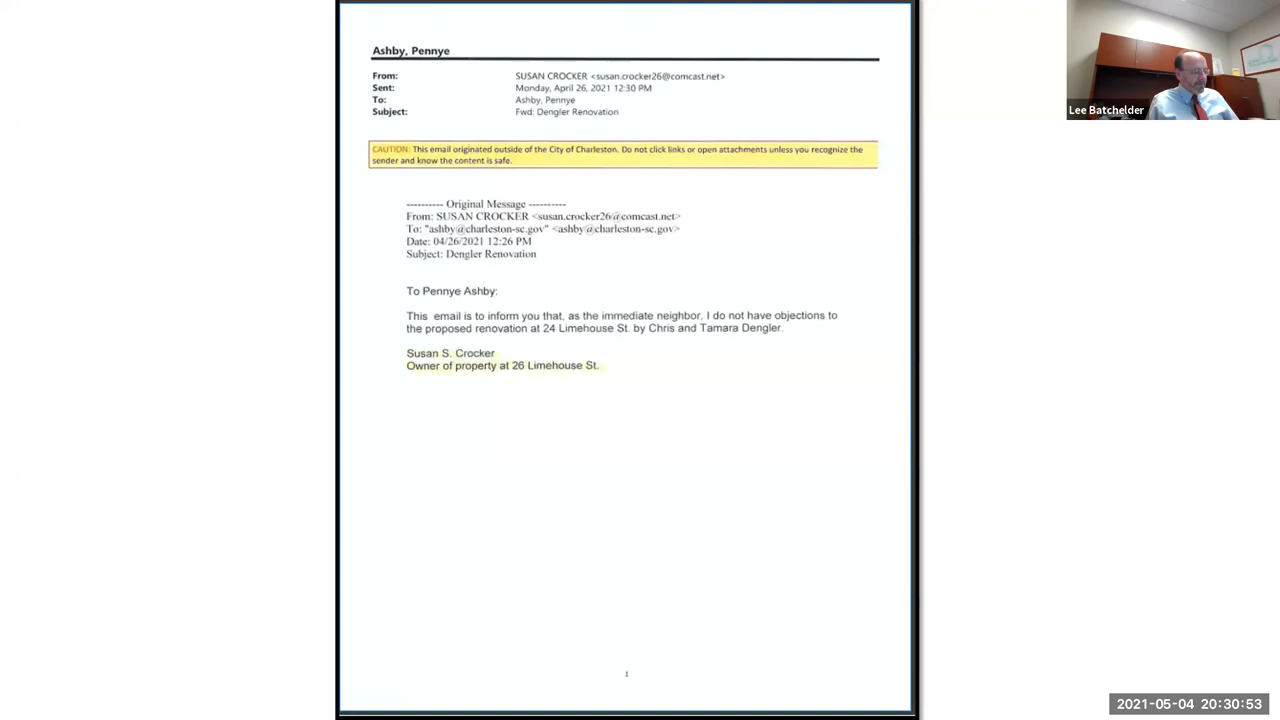 Ashby, Pennye
From: SUSAN CROCKER <susan.crocker26@comcast.net>
Sent: Monday, April 26, 2021 12:30 PM
To: Ashby, Pennye
Subject: Fwd: Dengler Renovation
CAUTION: This email originated outside of the City of Charleston. Do not click links or open attachments unless you recognize the
sender and know the content is safe.
---------- Original Message ----------
From: SUSAN CROCKER <susan.crocker26@comcast.net>
To: "ashby@charleston-sc.gov" <ashby@charleston-sc.gov>
Date: 04/26/2021 12:26 PM
Subject: Dengler Renovation
To Pennye Ashby:
This email is to inform you that, as the immediate neighbor, I do not have objections to
the proposed renovation at 24 Limehouse St. by Chris and Tamara Dengler.
Susan S. Crocker
Owner of property at 26 Limehouse St.
1
Lee Batchelder
2021-05-04 20:30:53